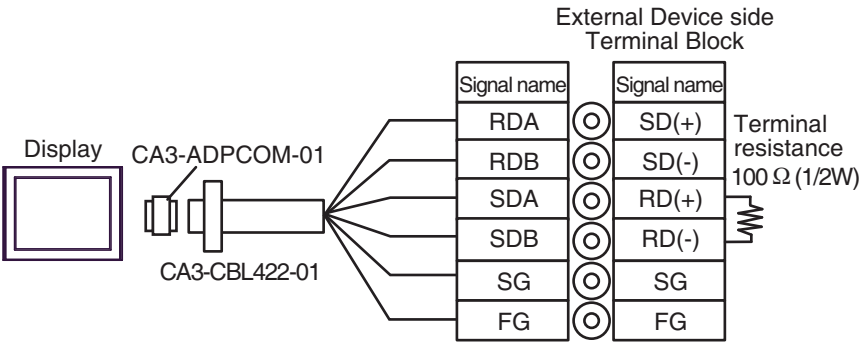 External Device side
Terminal Block
Signal name Signal name
RDA SD(+)
RDB SD(-)
SDA RD(+)
SDB RD(-)
SG SG
FG FG
Terminal
resistance
100 Ω (1/2W)
Display
CA3-ADPCOM-01
CA3-CBL422-01